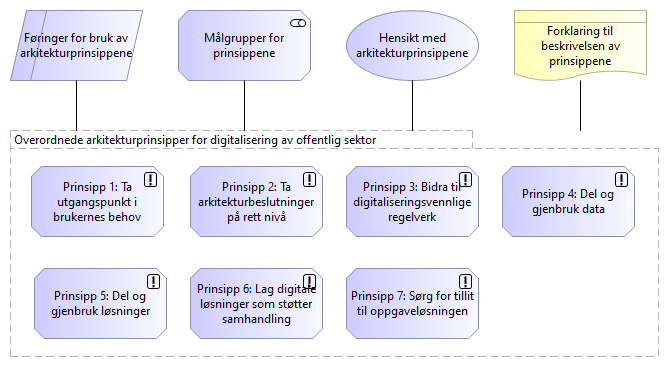 Føringer for bruk av
arkitekturprinsippene
Målgrupper for
prinsippene
Hensikt med
arkitekturprinsippene
Forklaring til
beskrivelsen av
prinsippene
Overordnede arkitekturprinsipper for digitalisering av offentlig sektor
Prinsipp 1: Ta
utgangspunkt i
brukernes behov
Prinsipp 2: Ta
arkitekturbeslutninger
på rett nivå
Prinsipp 3: Bidra til
digitaliseringsvennlige
regelverk
Prinsipp 4: Del og
gjenbruk data
Prinsipp 5: Del og
gjenbruk løsninger
Prinsipp 6: Lag digitale
løsninger som støtter
samhandling
Prinsipp 7: Sørg for tillit
til oppgaveløsningen